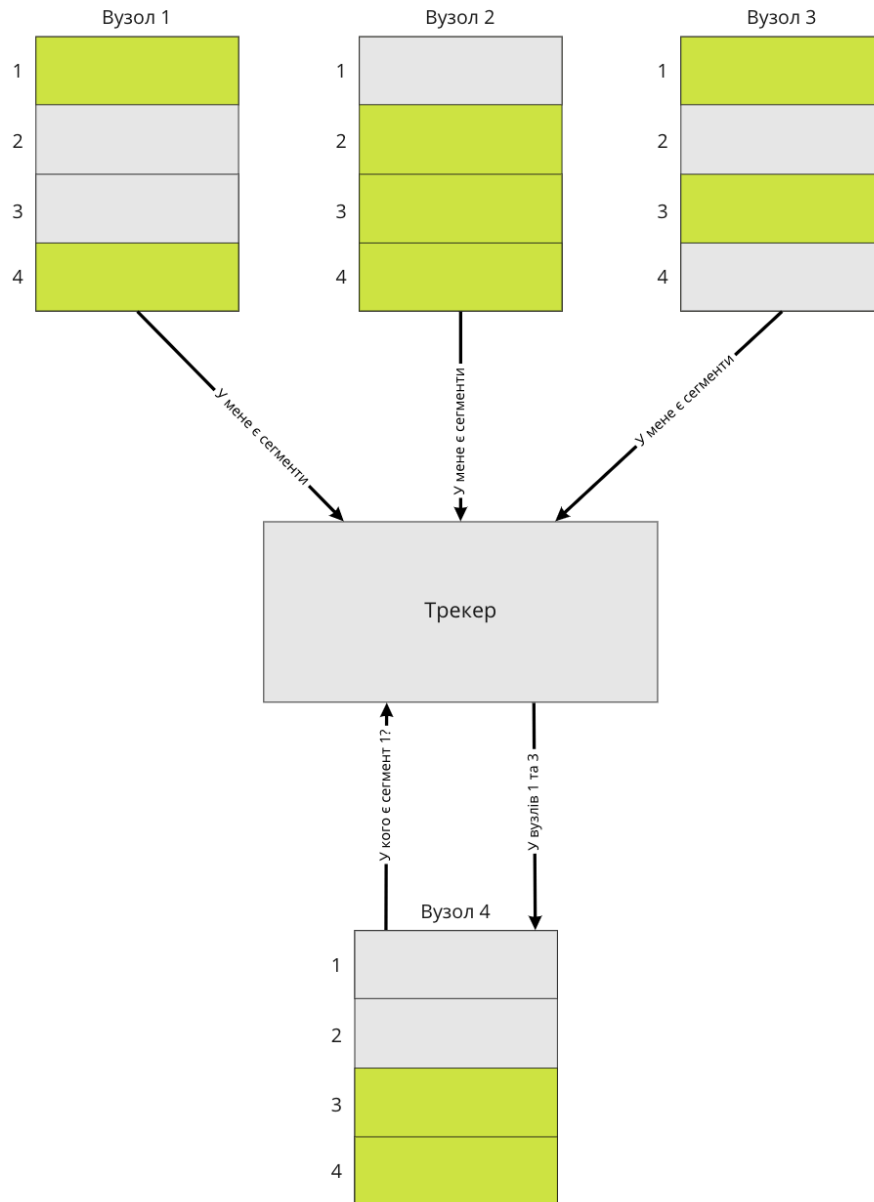 Вузол 1
Вузол 2
Вузол 3
1
2
3
4
1
2
3
4
1
2
3
4
У мене є сегменти
У мене є сегменти
У мене є сегменти
Трекер
У кого є сегмент 1?
У вузлів 1 та 3
Вузол 4
1
2
3
4